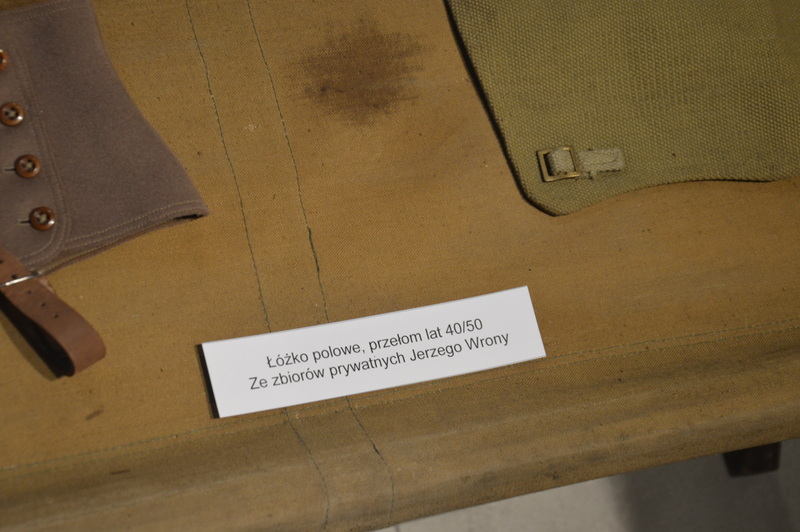 Łóżko polowe, przełom lat 40/50
Ze zbiorów prywatnych Jerzego Wrony